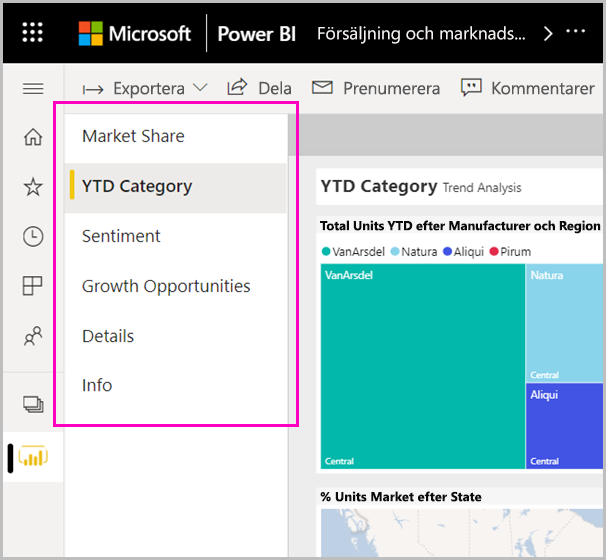 Microsoft Power BI Försäljning och marknads...
Exportera Dela Prenumerera Kommentarer
Market Share
YTD Category
Sentiment
Growth Opportunities
Details
Info
YTD Category Trend Analysis
Total Units YTD efter Manufacturer och Region
VanArsdel Natura Aliqui Pirum
VanArsdel
Natura
Central
Aliqui
Central
Central
% Units Market efter State